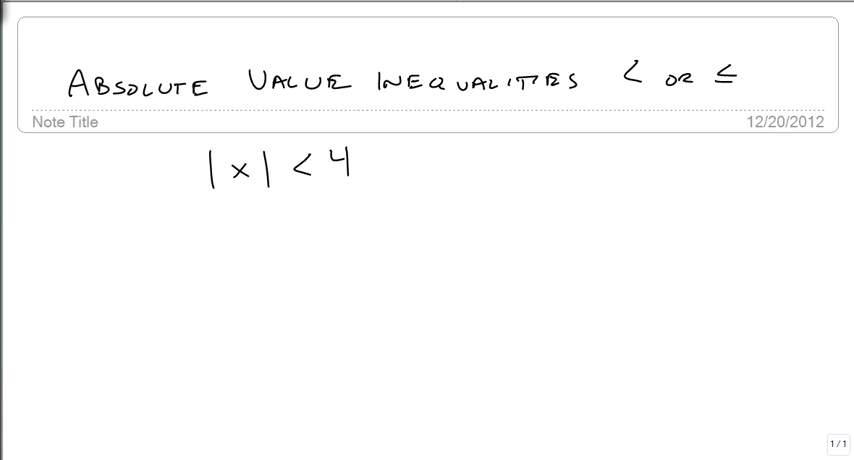 ABSOLUTE VALUE INEQUALITIES < OR ≤
Note Title 12/20/2012
|x| < 4
1 / 1